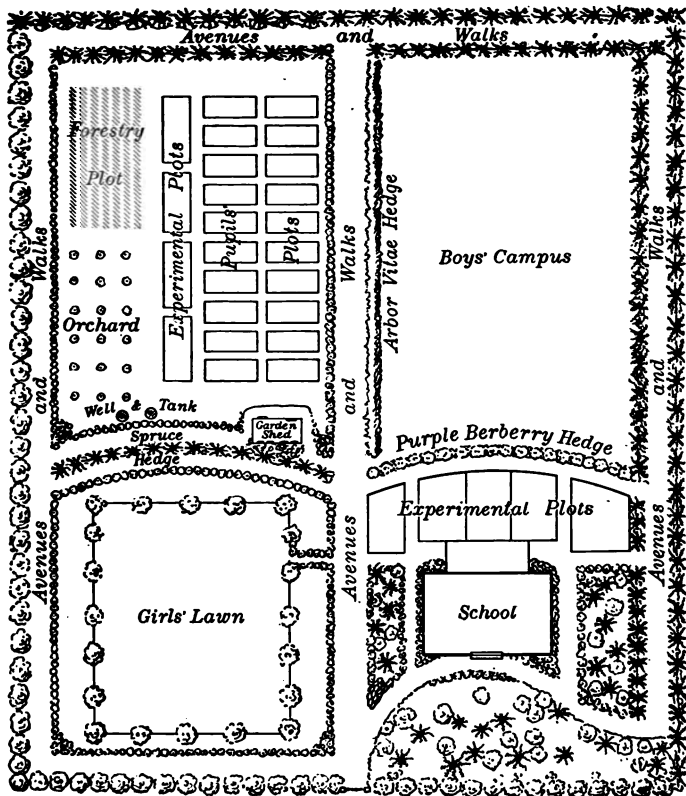 Avenues and Walks
Forestry
Plot
Experimental Plots
Pupils'
Plots
Walks
and
Avenues
Orchard
Well & Tank
Garden
Shed
Spruce
Hedge
Walks
and
Avenues
Arbor Vitae Hedge
Boys' Campus
Walks
and
Avenues
Purple Berberry Hedge
Experimental Plots
Girls' Lawn
School